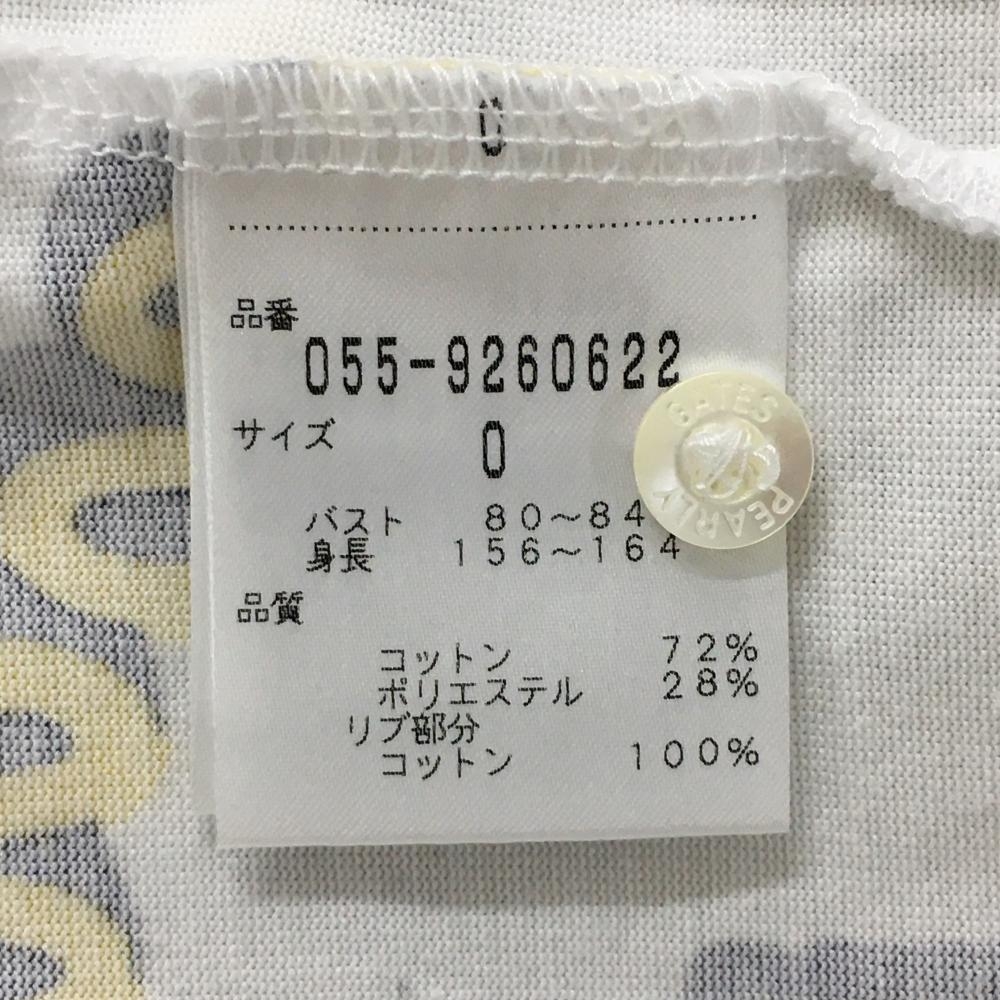 0
品番
055-9260622
サイズ 0
バスト 80～84
身長 156～164
品質
コットン 72%
ポリエステル 28%
リブ部分
コットン 100%
GATES
PEARLY